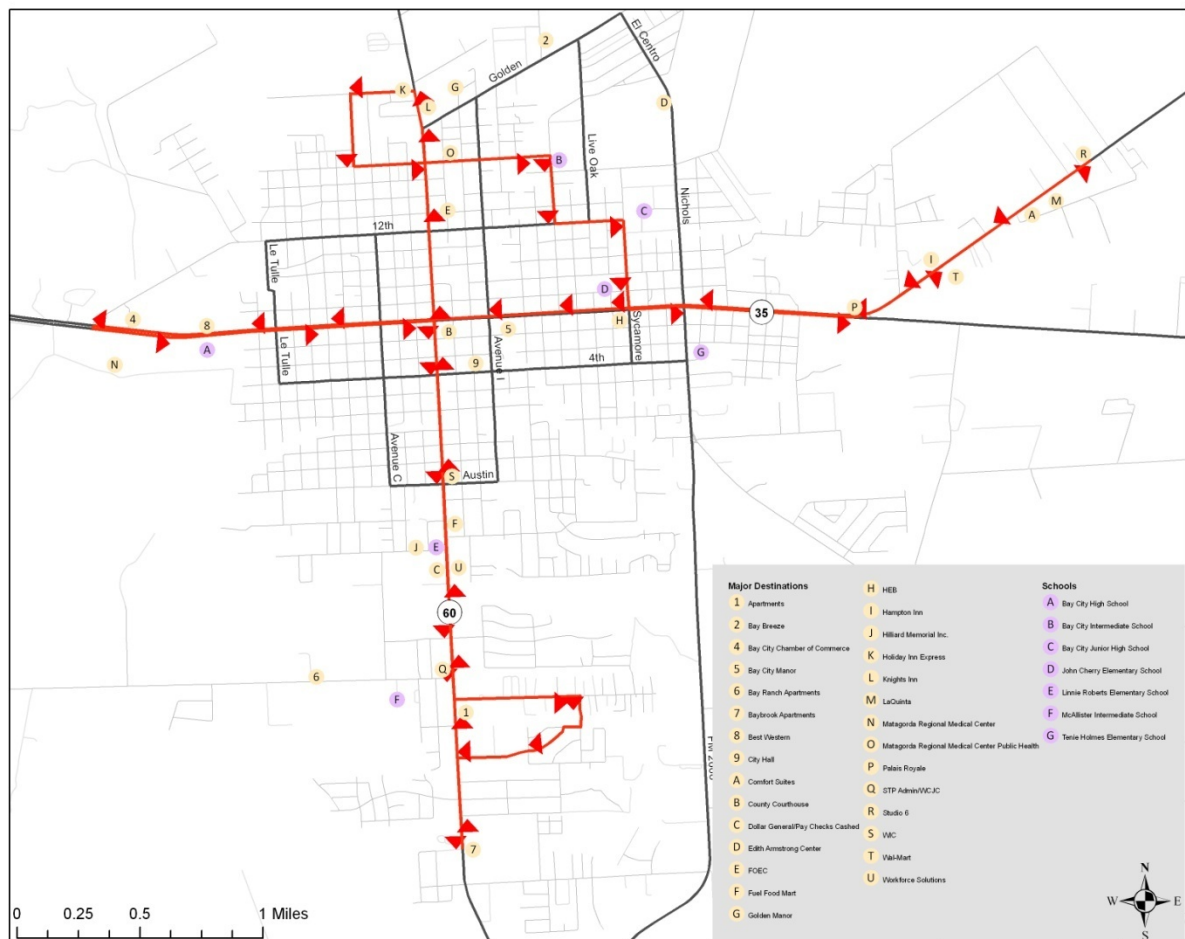 El Centro
2
Golden
K
G
L
D
O
B
Live Oak
R
E
C
Nichols
M
A
12th
Le Tulle
I
T
D
P
4
8
B
5
H
35
A
Le Tulle
Avenue I
Sycamore
N
9
4th
G
Avenue C
S
Austin
F
J
E
C
U
60
Q
6
F
1
7
Major Destinations
1 Apartments
2 Bay Breeze
4 Bay City Chamber of Commerce
5 Bay City Manor
6 Bay Ranch Apartments
7 Baybrook Apartments
8 Best Western
9 City Hall
A Comfort Suites
B County Courthouse
C Dollar General/Pay Checks Cashed
D Edith Armstrong Center
E FOEC
F Fuel Food Mart
G Golden Manor
H HEB
I Hampton Inn
J Hilliard Memorial Inc.
K Holiday Inn Express
L Knights Inn
M LaQuinta
N Matagorda Regional Medical Center
O Matagorda Regional Medical Center Public Health
P Palais Royale
Q STP Admin/WCJC
R Studio 6
S WIC
T Wal-Mart
U Workforce Solutions
Schools
A Bay City High School
B Bay City Intermediate School
C Bay City Junior High School
D John Cherry Elementary School
E Linnie Roberts Elementary School
F McAllister Intermediate School
G Tenie Holmes Elementary School
0 0.25 0.5 1 Miles
N
W E
S